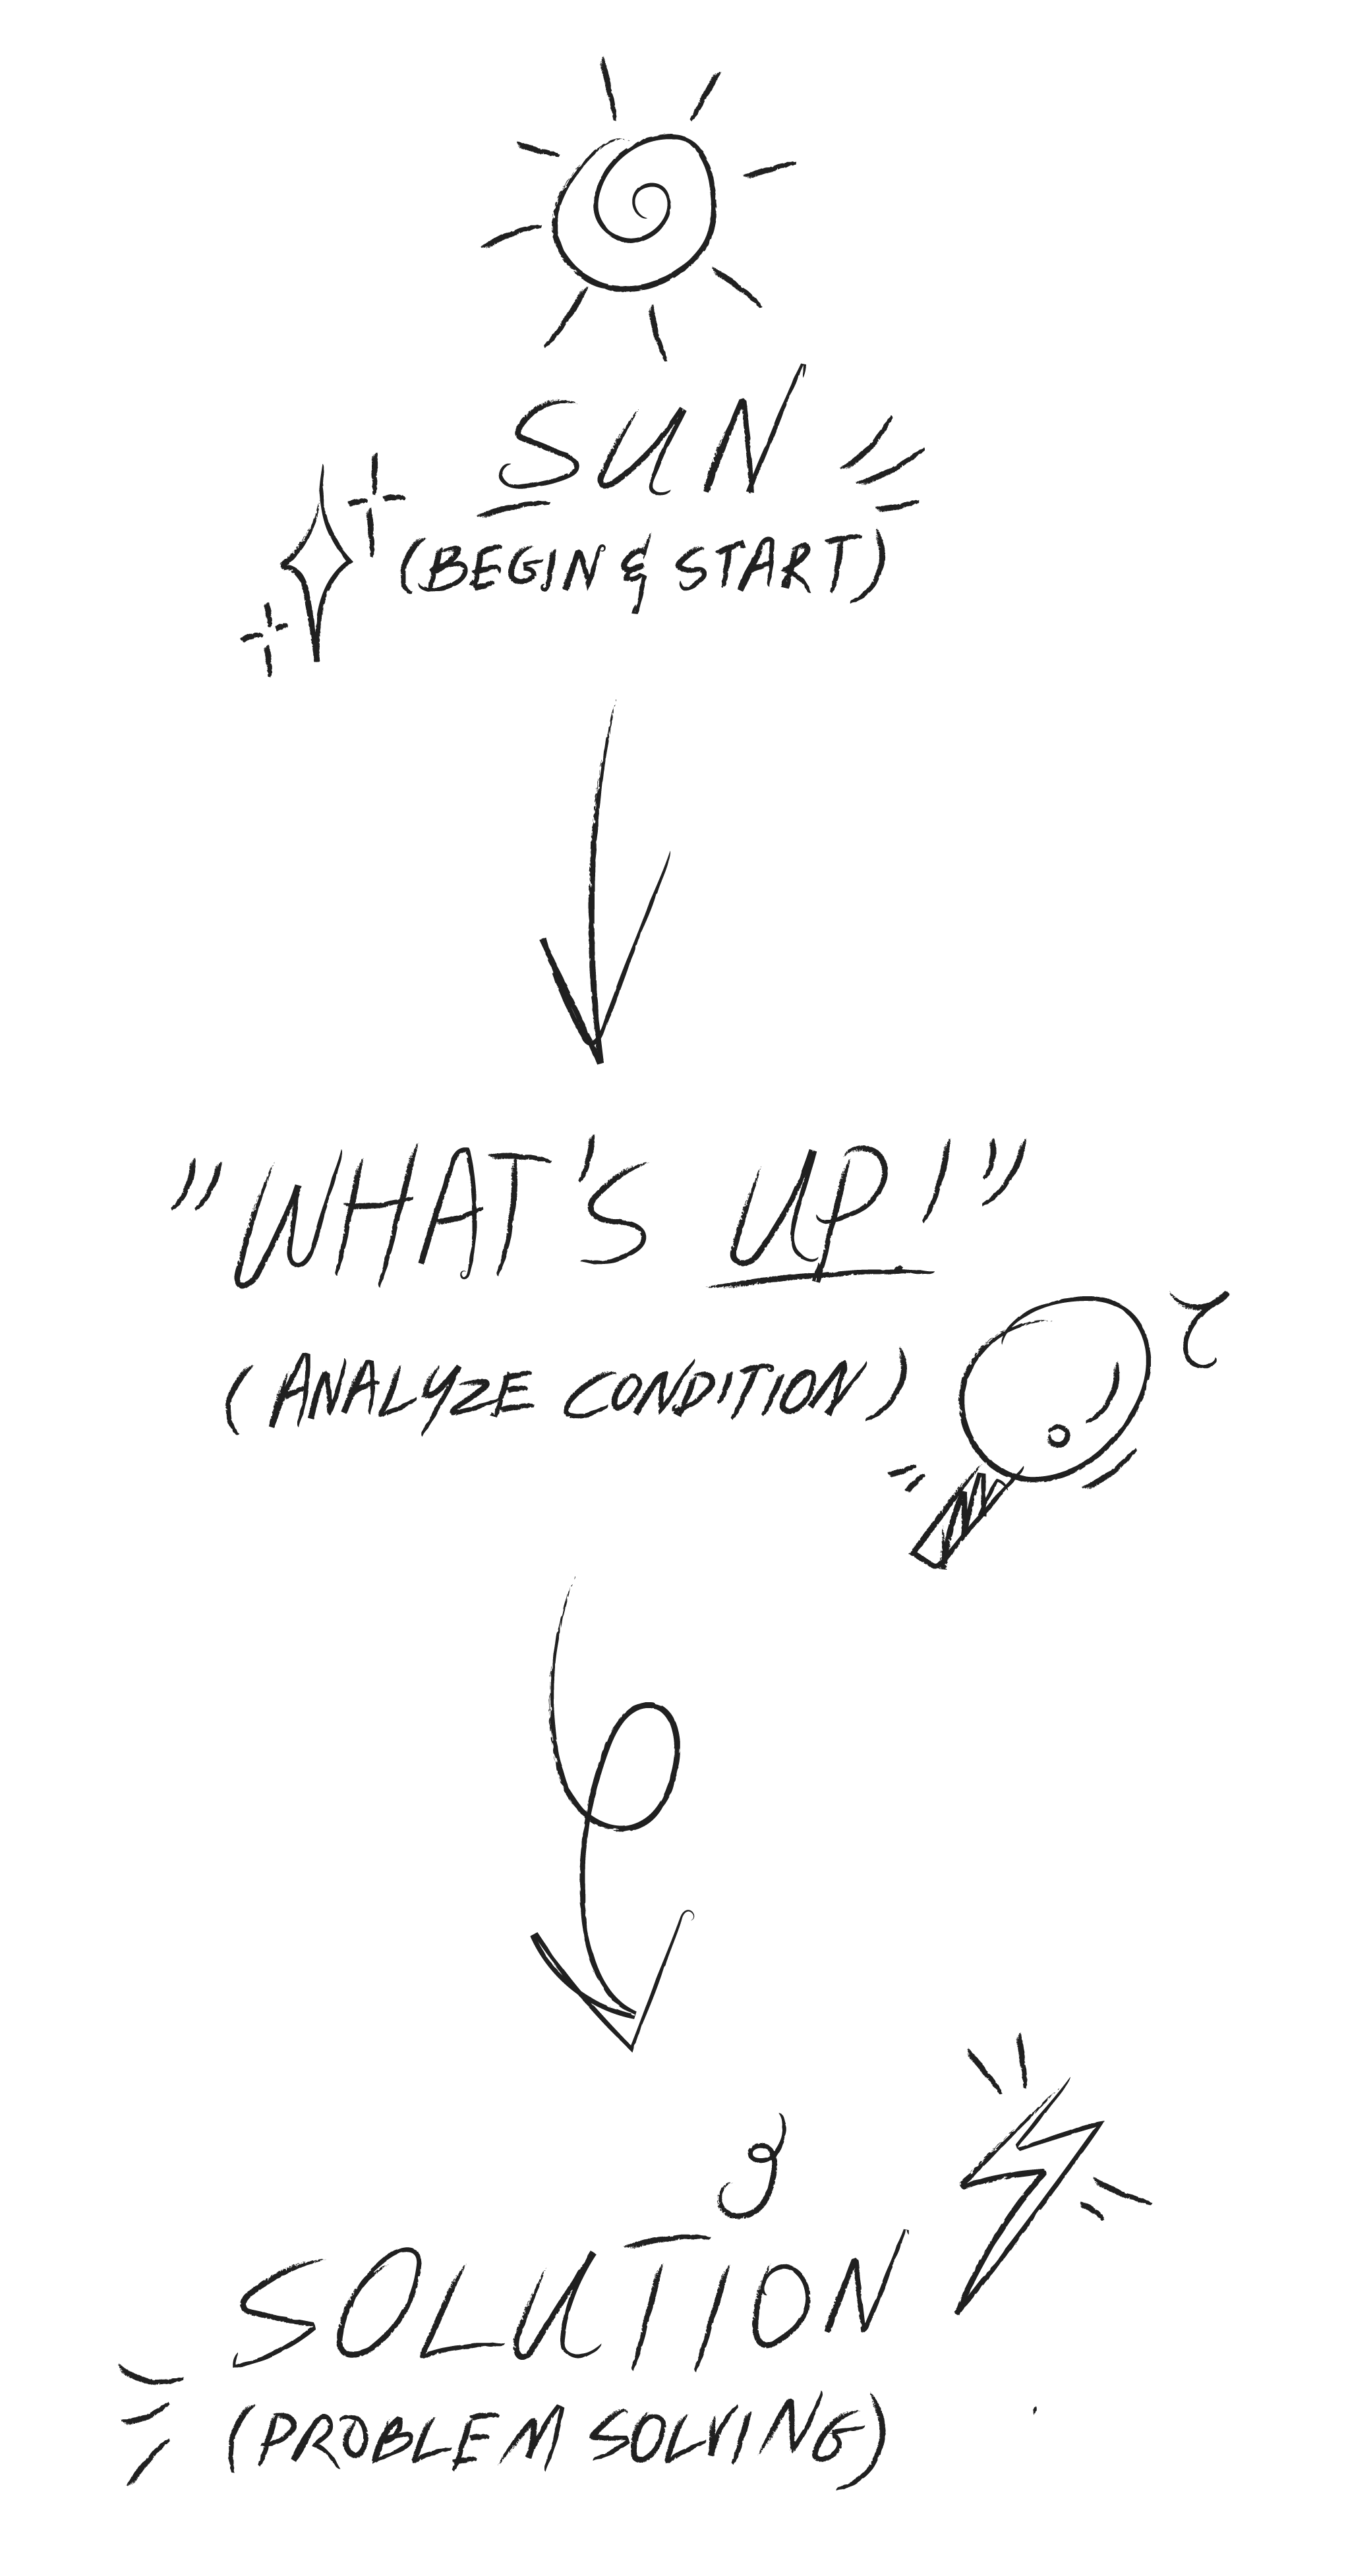 SUN
(BEGIN & START)
"WHAT'S UP!"
(ANALYZE CONDITION)
SOLUTION
(PROBLEM SOLVING)